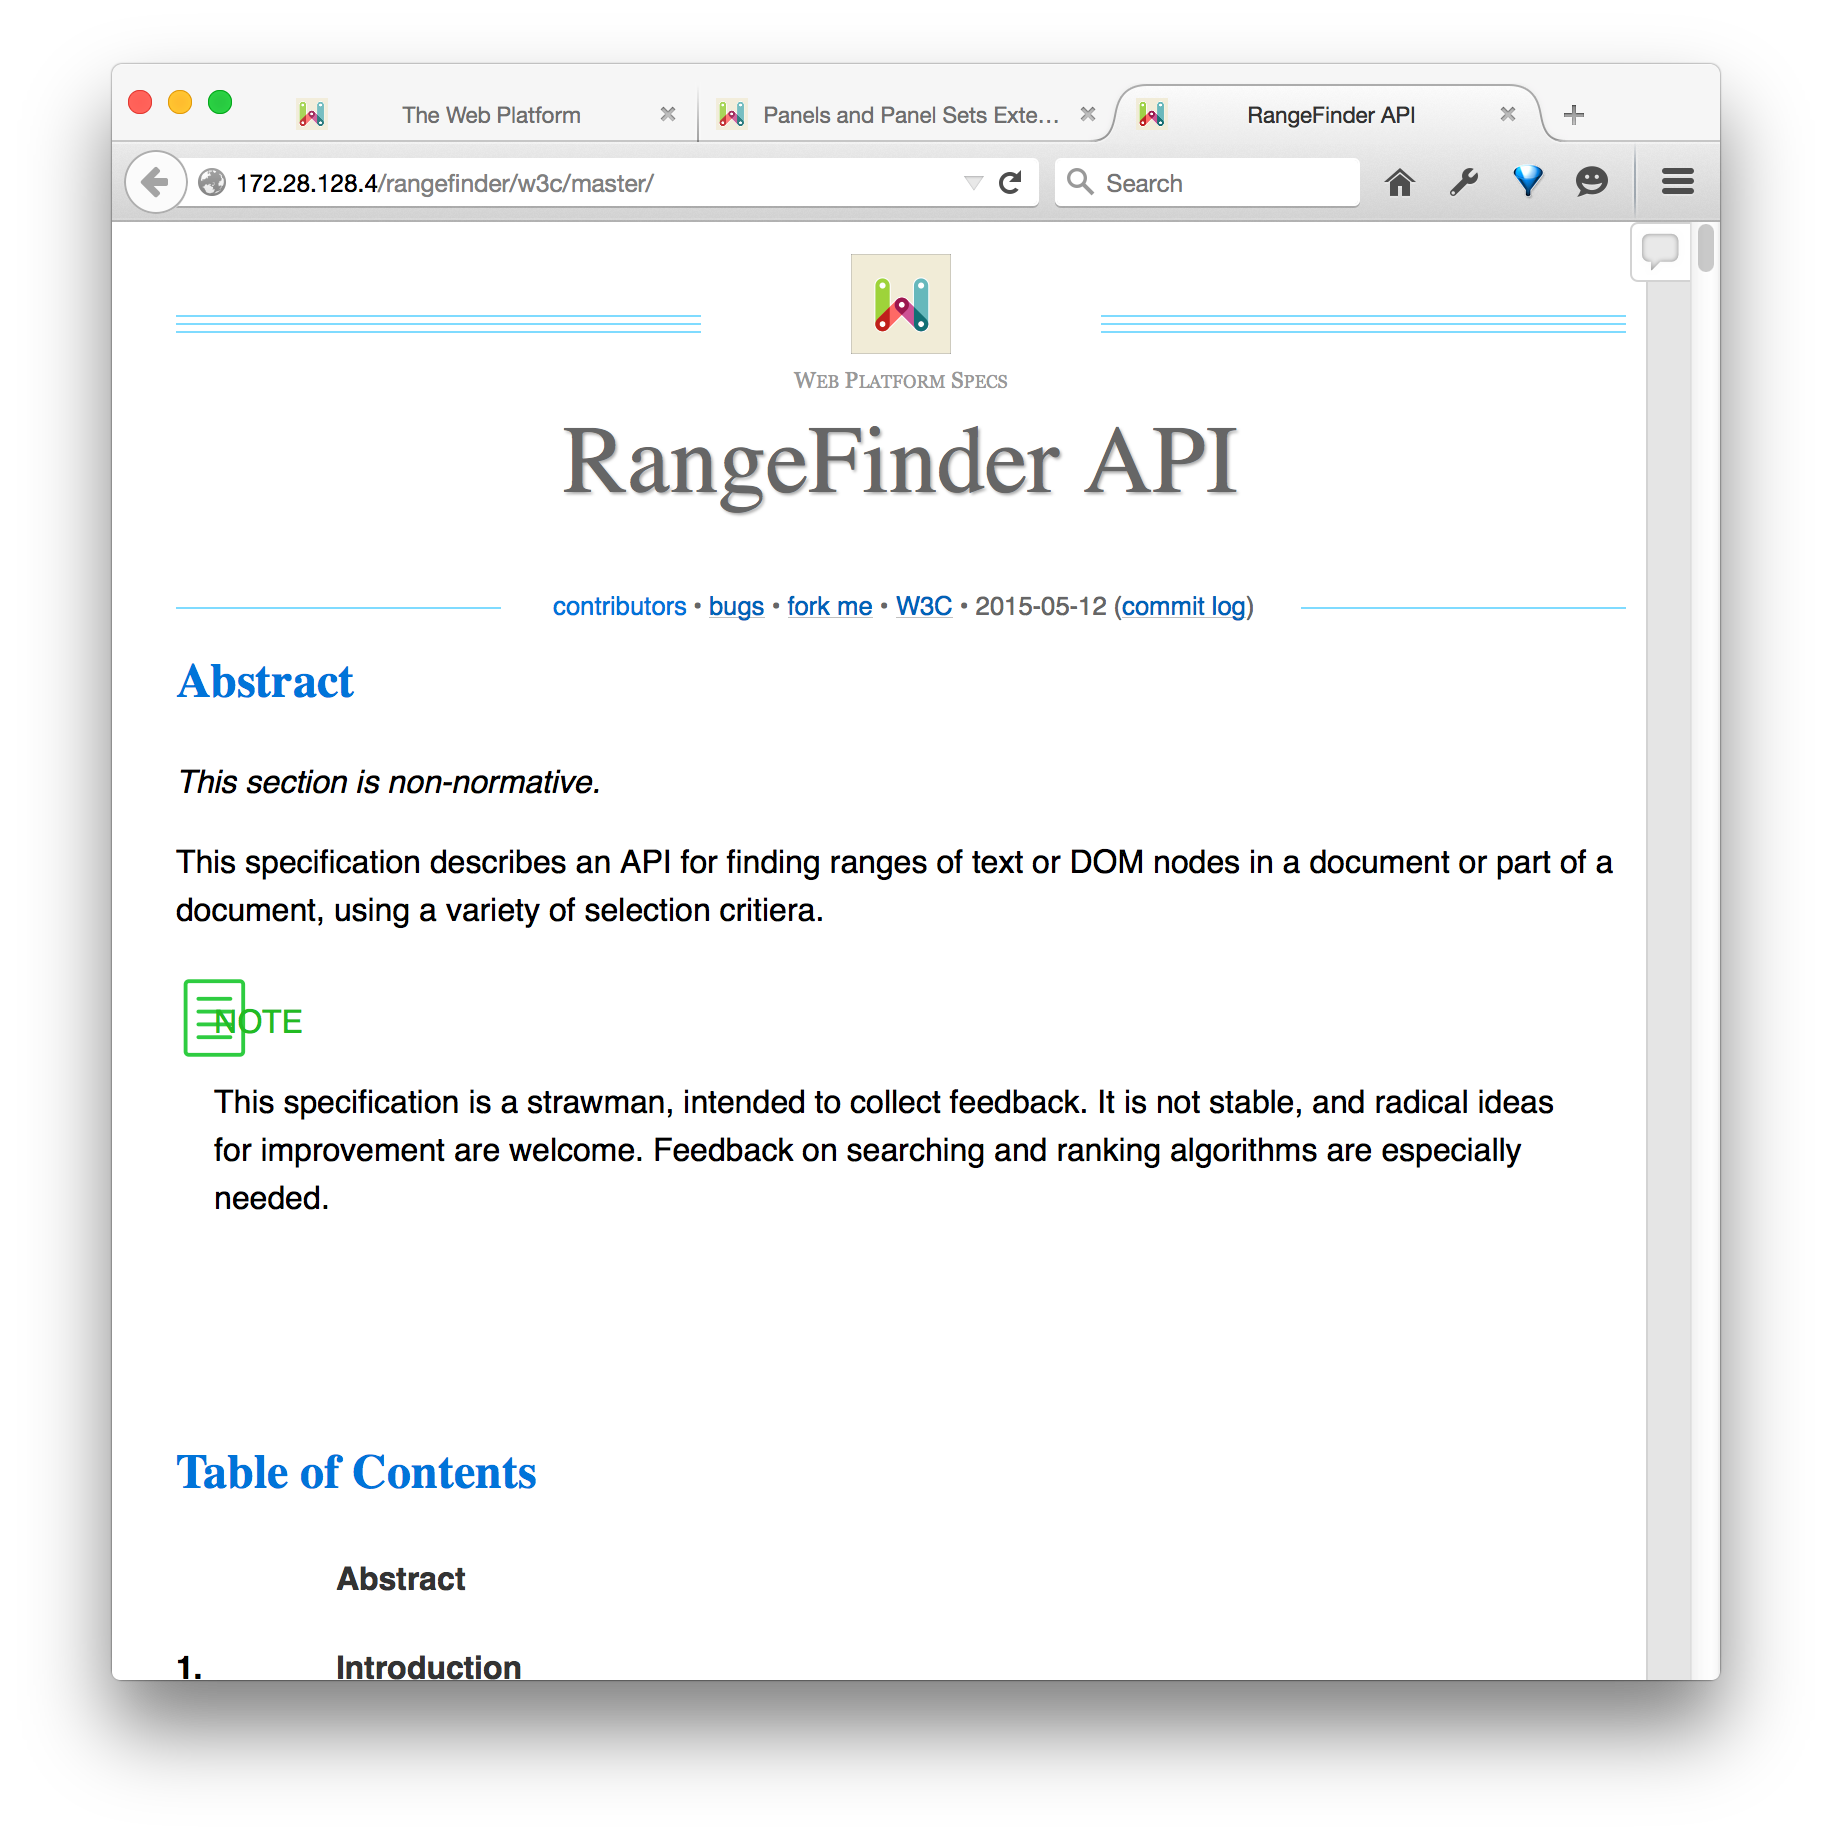 The Web Platform
Panels and Panel Sets Exte...
RangeFinder API
172.28.128.4/rangefinder/w3c/master/
Search
Web Platform Specs
RangeFinder API
contributors • bugs • fork me • W3C • 2015-05-12 (commit log)
Abstract
This section is non-normative.
This specification describes an API for finding ranges of text or DOM nodes in a document or part of a
document, using a variety of selection critiera.
NOTE
This specification is a strawman, intended to collect feedback. It is not stable, and radical ideas
for improvement are welcome. Feedback on searching and ranking algorithms are especially
needed.
Table of Contents
Abstract
1. Introduction